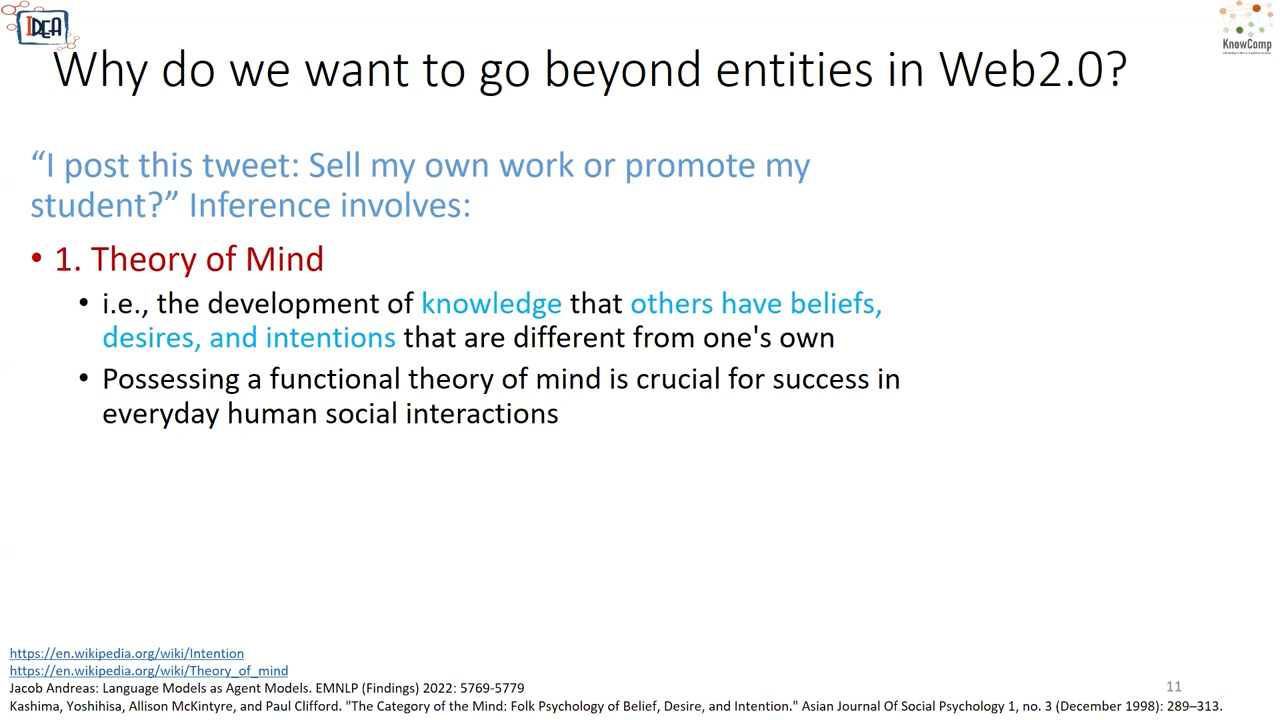 IDEA
KnowComp
Why do we want to go beyond entities in Web2.0?
“I post this tweet: Sell my own work or promote my
student?” Inference involves:
• 1. Theory of Mind
• i.e., the development of knowledge that others have beliefs,
desires, and intentions that are different from one's own
• Possessing a functional theory of mind is crucial for success in
everyday human social interactions
https://en.wikipedia.org/wiki/Intention
https://en.wikipedia.org/wiki/Theory_of_mind
Jacob Andreas: Language Models as Agent Models. EMNLP (Findings) 2022: 5769-5779
11
Kashima, Yoshihisa, Allison McKintyre, and Paul Clifford. "The Category of the Mind: Folk Psychology of Belief, Desire, and Intention." Asian Journal Of Social Psychology 1, no. 3 (December 1998): 289–313.